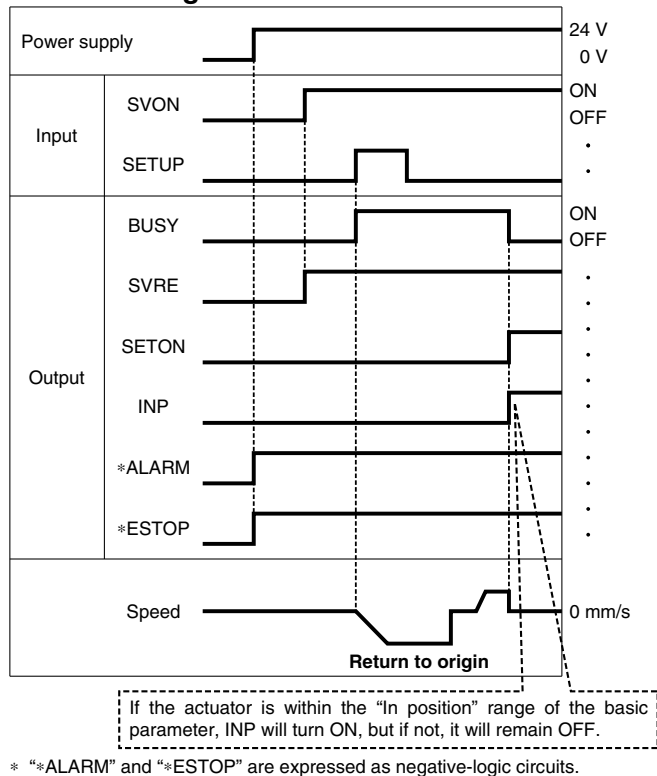 Power supply
24 V
0 V
Input
SVON
ON
OFF
SETUP
Output
BUSY
ON
OFF
SVRE
SETON
INP
∗ALARM
∗ESTOP
Speed
0 mm/s
Return to origin
If the actuator is within the “In position” range of the basic
parameter, INP will turn ON, but if not, it will remain OFF.
∗ “∗ALARM” and “∗ESTOP” are expressed as negative-logic circuits.